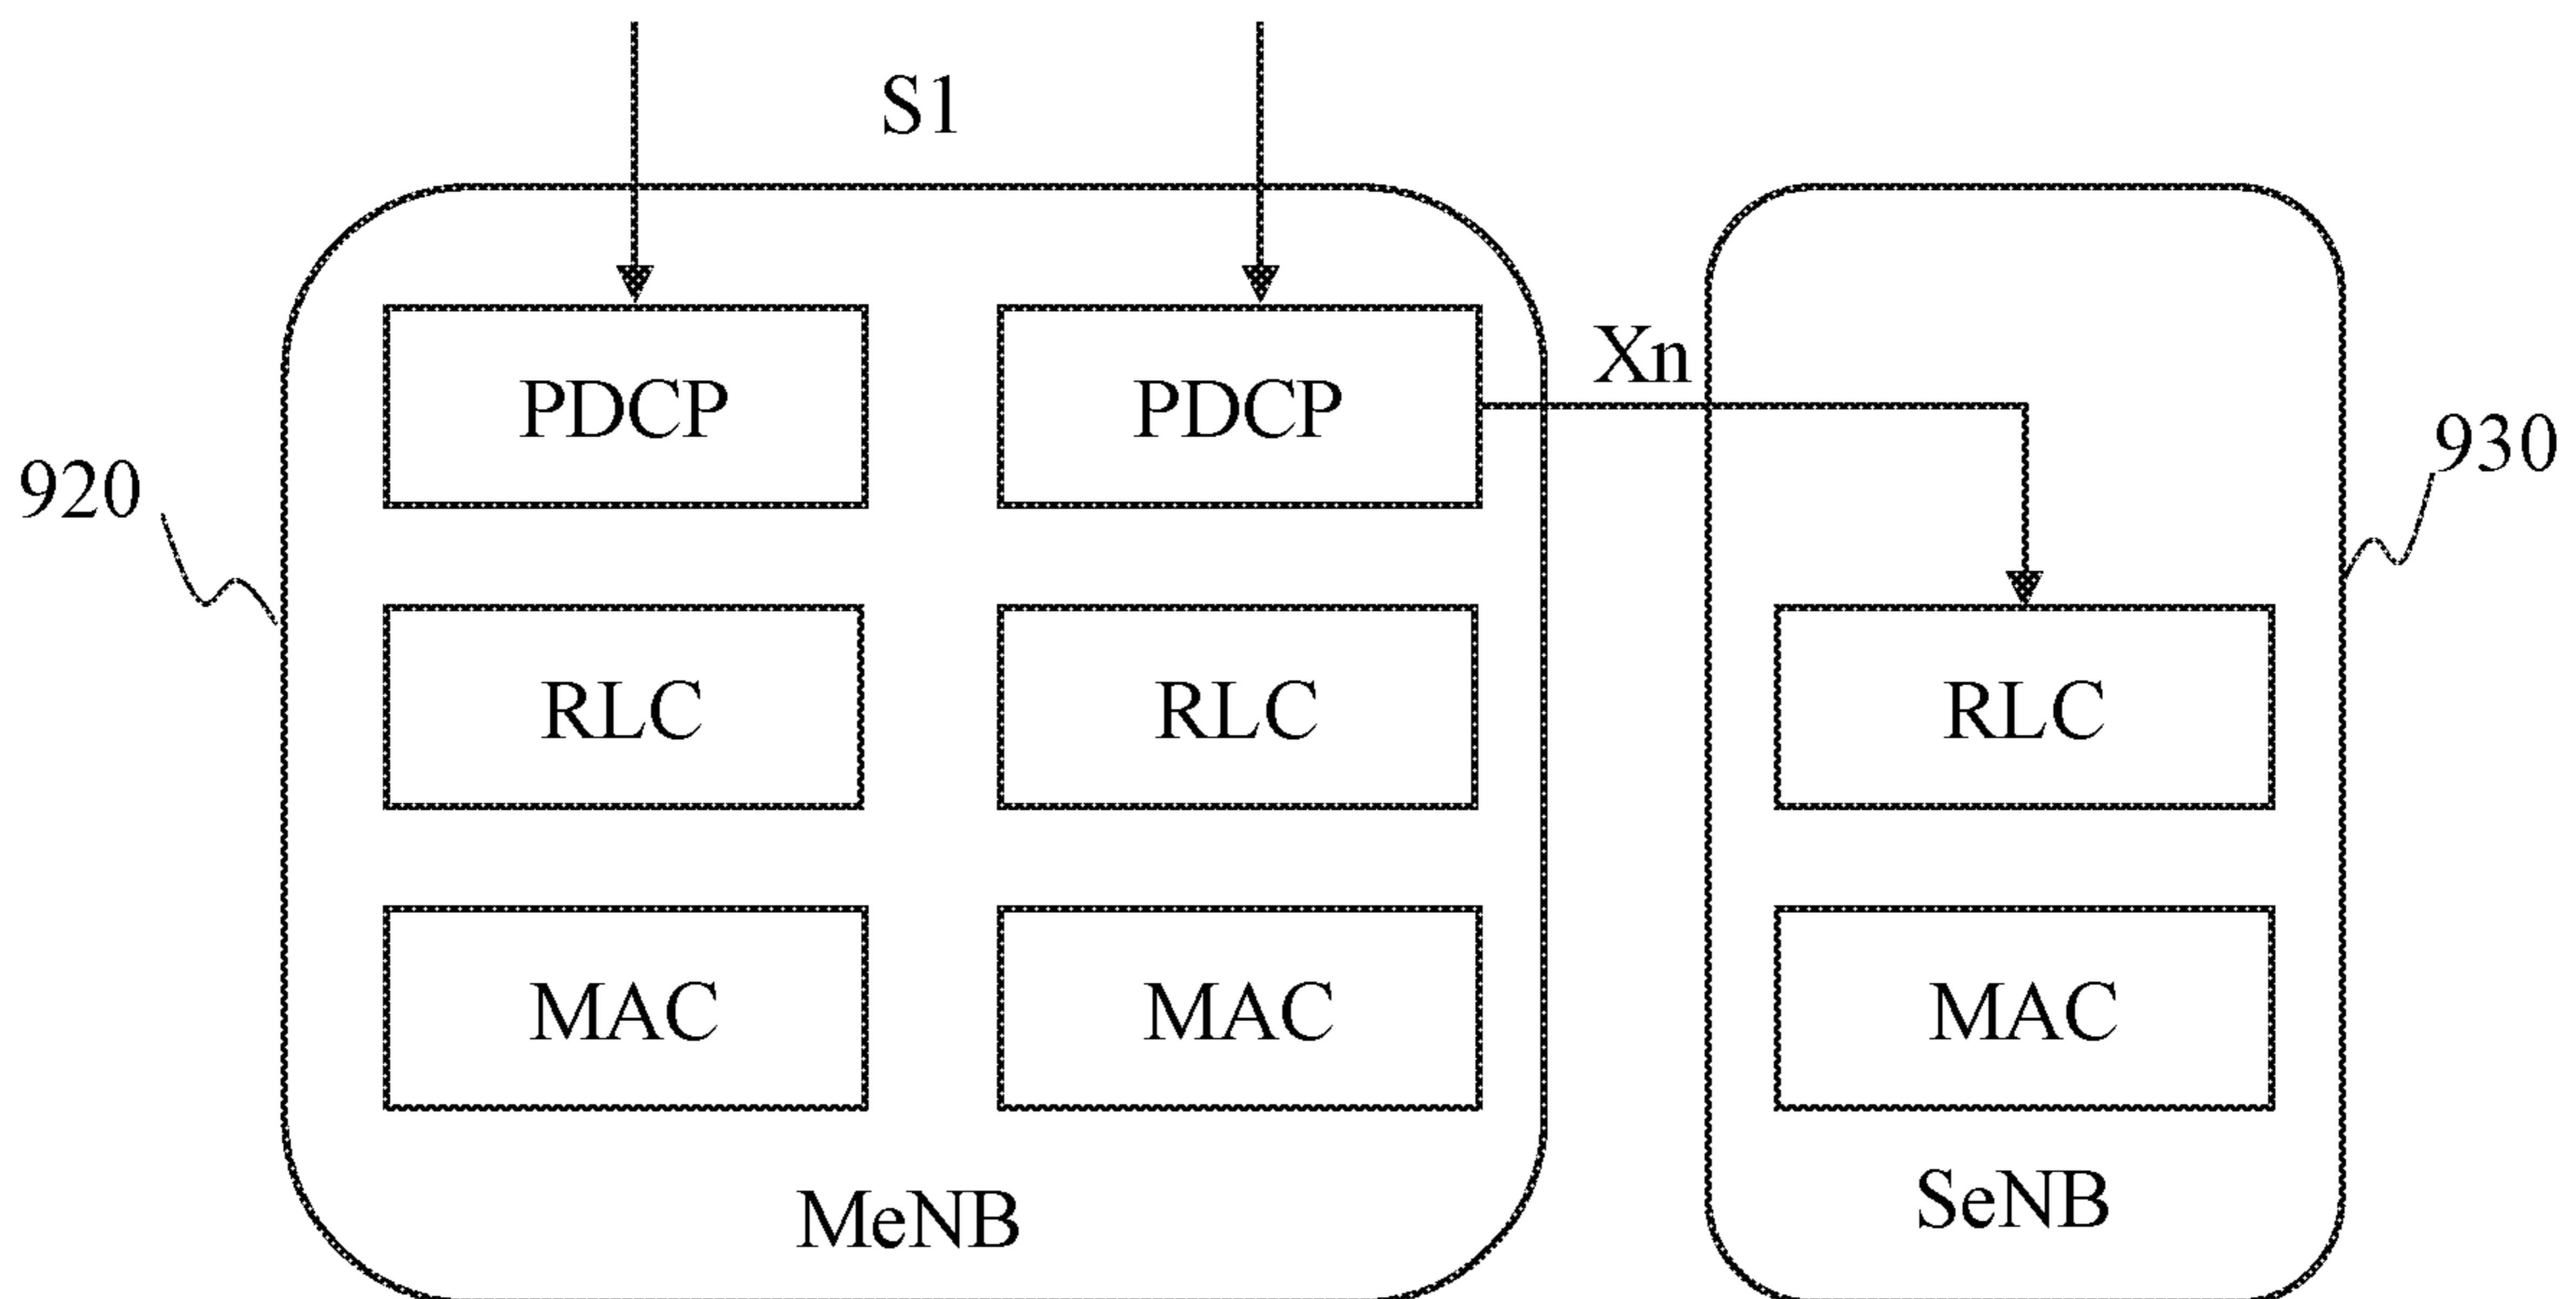 S1
Xn
PDCP PDCP
920
930
RLC RLC RLC
MAC MAC MAC
MeNB
SeNB